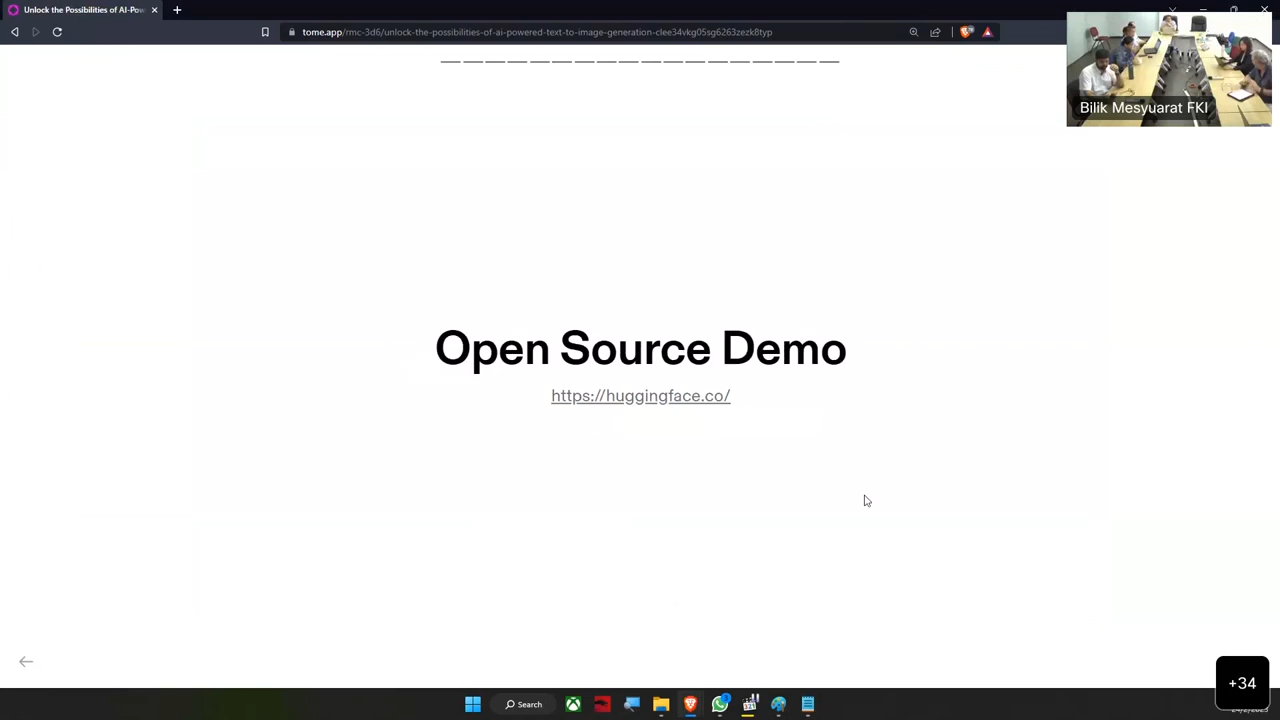 Unlock the Possibilities of AI-Pow
tome.app/rmc-3d6/unlock-the-possibilities-of-ai-powered-text-to-image-generation-clee34vkg05sg6263zezk8typ
Bilik Mesyuarat FKI
Open Source Demo
https://huggingface.co/
+34
Search